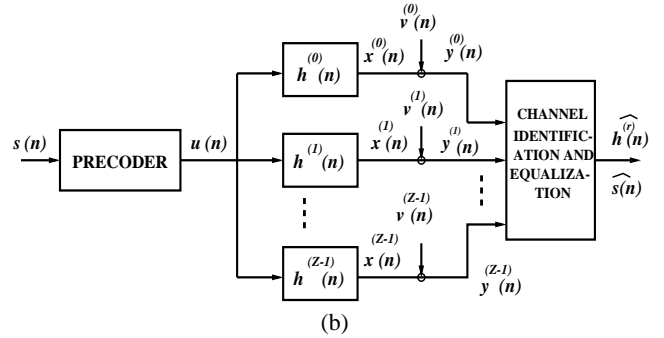 s(n)
PRECODER
u(n)
h^(0)(n)
x^(0)(n)
v^(0)(n)
y^(0)(n)
h^(1)(n)
x^(1)(n)
v^(1)(n)
y^(1)(n)
h^(Z-1)(n)
x^(Z-1)(n)
v^(Z-1)(n)
y^(Z-1)(n)
CHANNEL
IDENTIFIC-
ATION AND
EQUALIZA-
TION
ĥ^(r)(n)
ŝ(n)
(b)